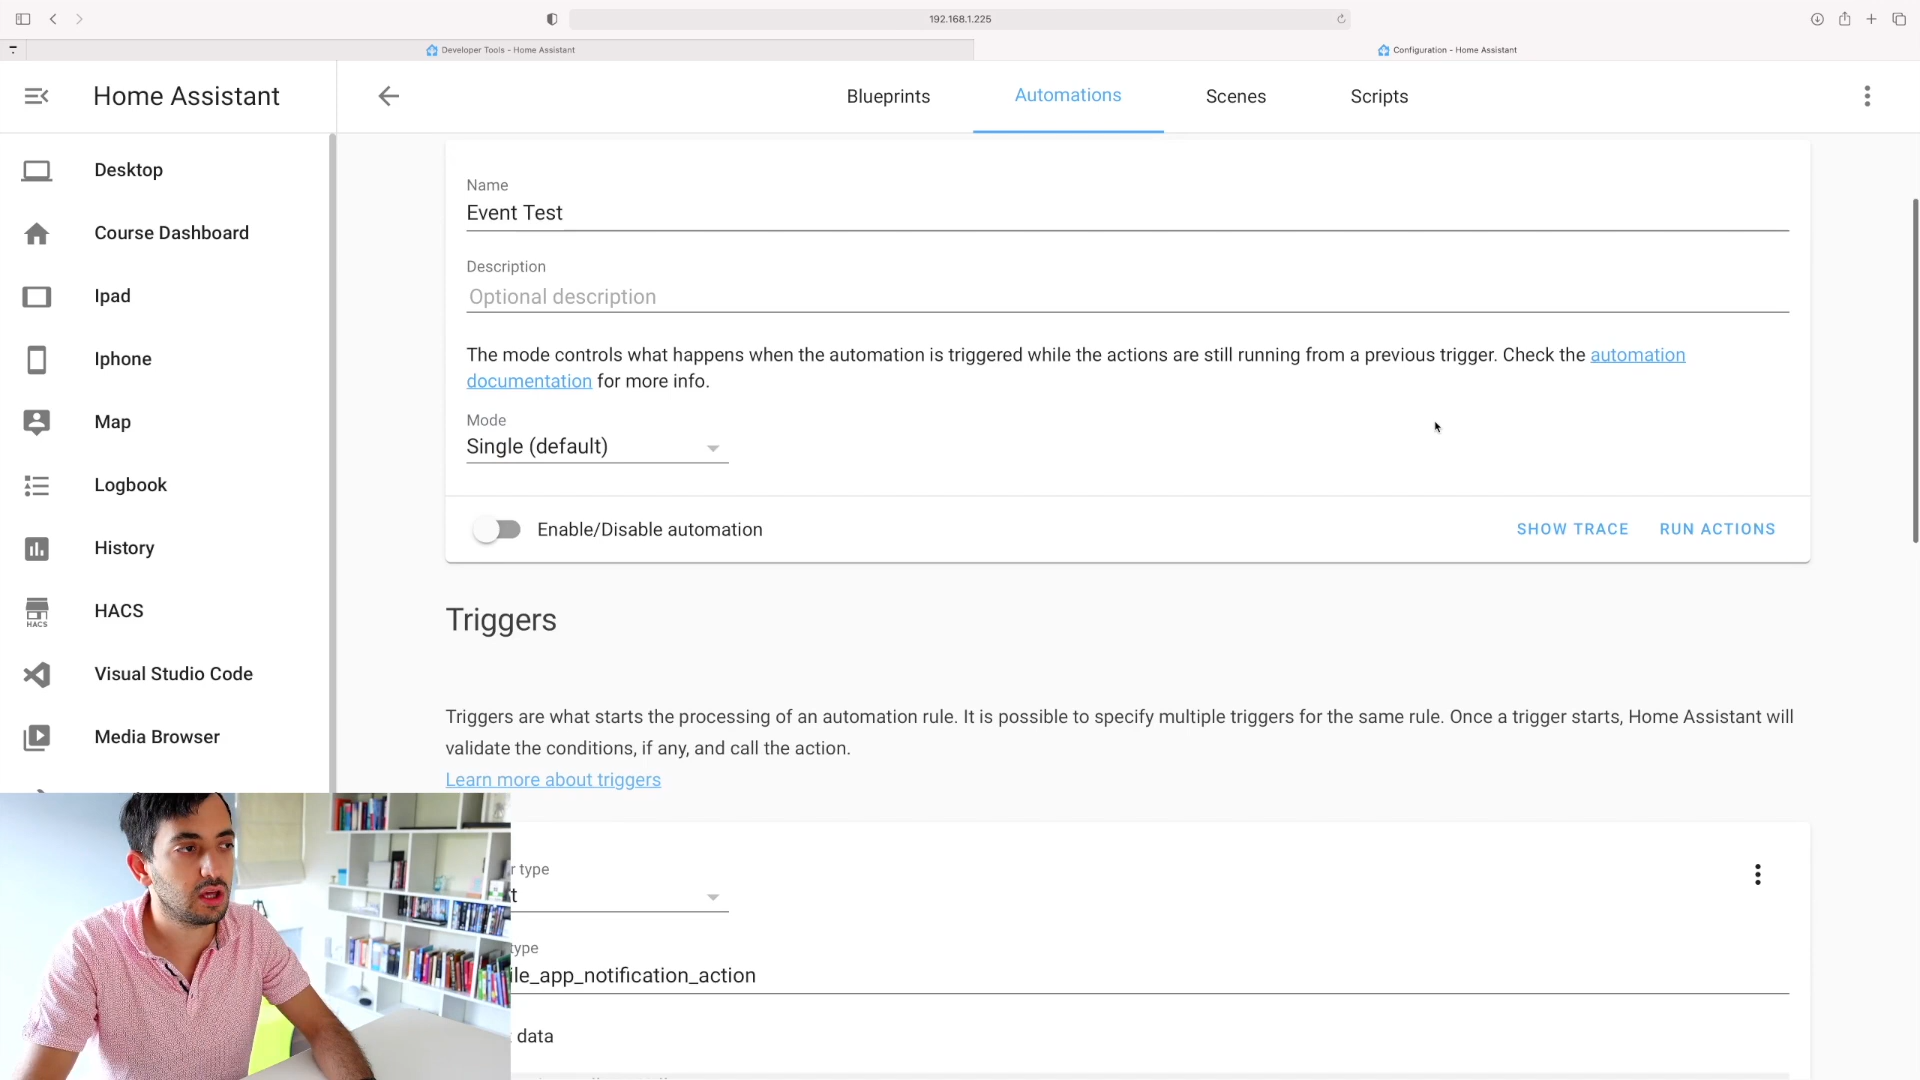 192.168.1.225
Developer Tools - Home Assistant
Configuration - Home Assistant
Home Assistant
Blueprints
Automations
Scenes
Scripts
Desktop
Course Dashboard
Ipad
Iphone
Map
Logbook
History
HACS
HACS
Visual Studio Code
Media Browser
Name
Event Test
Description
Optional description
The mode controls what happens when the automation is triggered while the actions are still running from a previous trigger. Check the automation
documentation for more info.
Mode
Single (default)
Enable/Disable automation
SHOW TRACE
RUN ACTIONS
Triggers
Triggers are what starts the processing of an automation rule. It is possible to specify multiple triggers for the same rule. Once a trigger starts, Home Assistant will
validate the conditions, if any, and call the action.
Learn more about triggers
r type
t
type
ile_app_notification_action
data